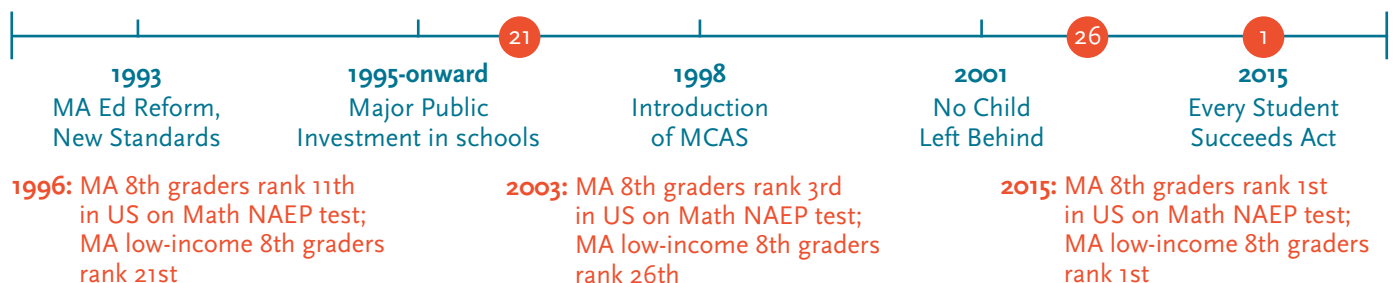 21
26
1
1993
MA Ed Reform,
New Standards
1995-onward
Major Public
Investment in schools
1998
Introduction
of MCAS
2001
No Child
Left Behind
2015
Every Student
Succeeds Act
1996: MA 8th graders rank 11th
in US on Math NAEP test;
MA low-income 8th graders
rank 21st
2003: MA 8th graders rank 3rd
in US on Math NAEP test;
MA low-income 8th graders
rank 26th
2015: MA 8th graders rank 1st
in US on Math NAEP test;
MA low-income 8th graders
rank 1st